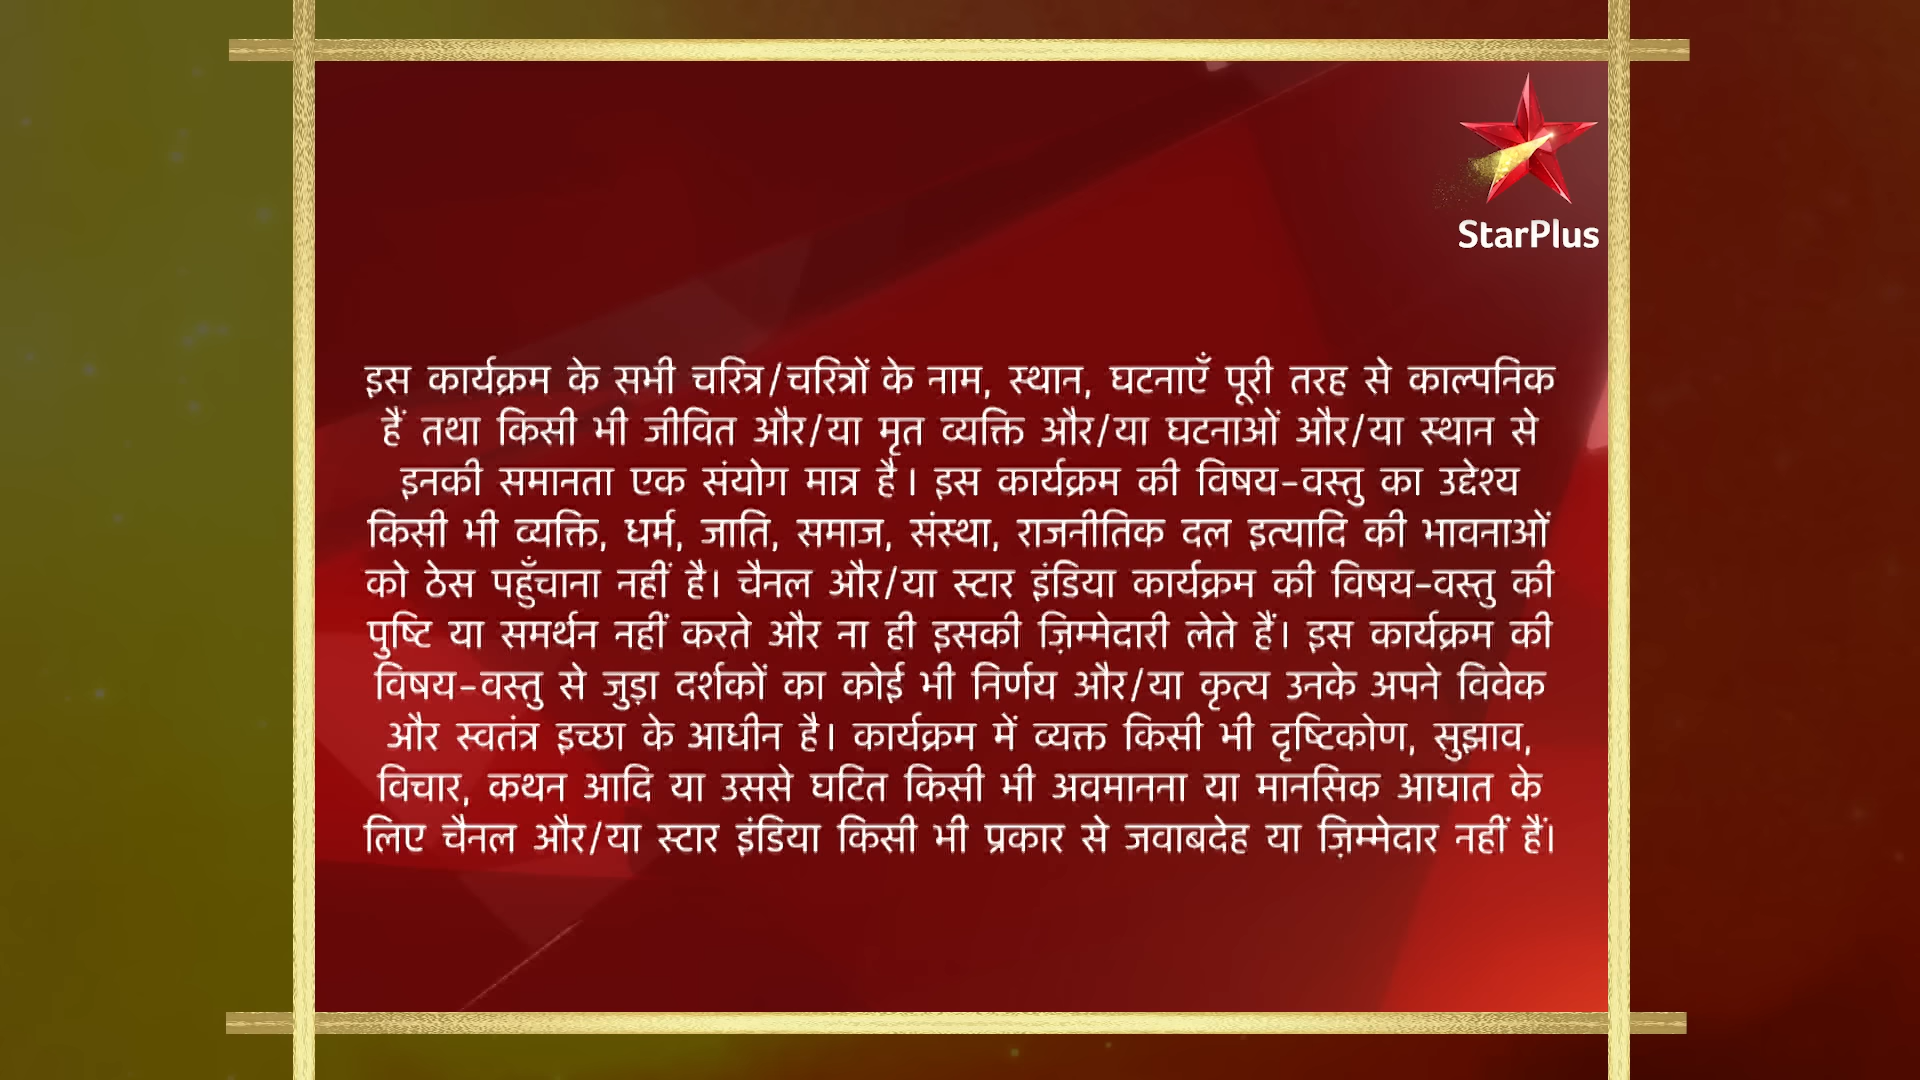 StarPlus
इस कार्यक्रम के सभी चरित्र/चरित्रों के नाम, स्थान, घटनाएँ पूरी तरह से काल्पनिक
हैं तथा किसी भी जीवित और/या मृत व्यक्ति और/या घटनाओं और/या स्थान से
इनकी समानता एक संयोग मात्र है। इस कार्यक्रम की विषय-वस्तु का उद्देश्य
किसी भी व्यक्ति, धर्म, जाति, समाज, संस्था, राजनीतिक दल इत्यादि की भावनाओं
को ठेस पहुँचाना नहीं है। चैनल और/या स्टार इंडिया कार्यक्रम की विषय-वस्तु की
पुष्टि या समर्थन नहीं करते और ना ही इसकी ज़िम्मेदारी लेते हैं। इस कार्यक्रम की
विषय-वस्तु से जुड़ा दर्शकों का कोई भी निर्णय और/या कृत्य उनके अपने विवेक
और स्वतंत्र इच्छा के आधीन है। कार्यक्रम में व्यक्त किसी भी दृष्टिकोण, सुझाव,
विचार, कथन आदि या उससे घटित किसी भी अवमानना या मानसिक आघात के
लिए चैनल और/या स्टार इंडिया किसी भी प्रकार से जवाबदेह या ज़िम्मेदार नहीं हैं।